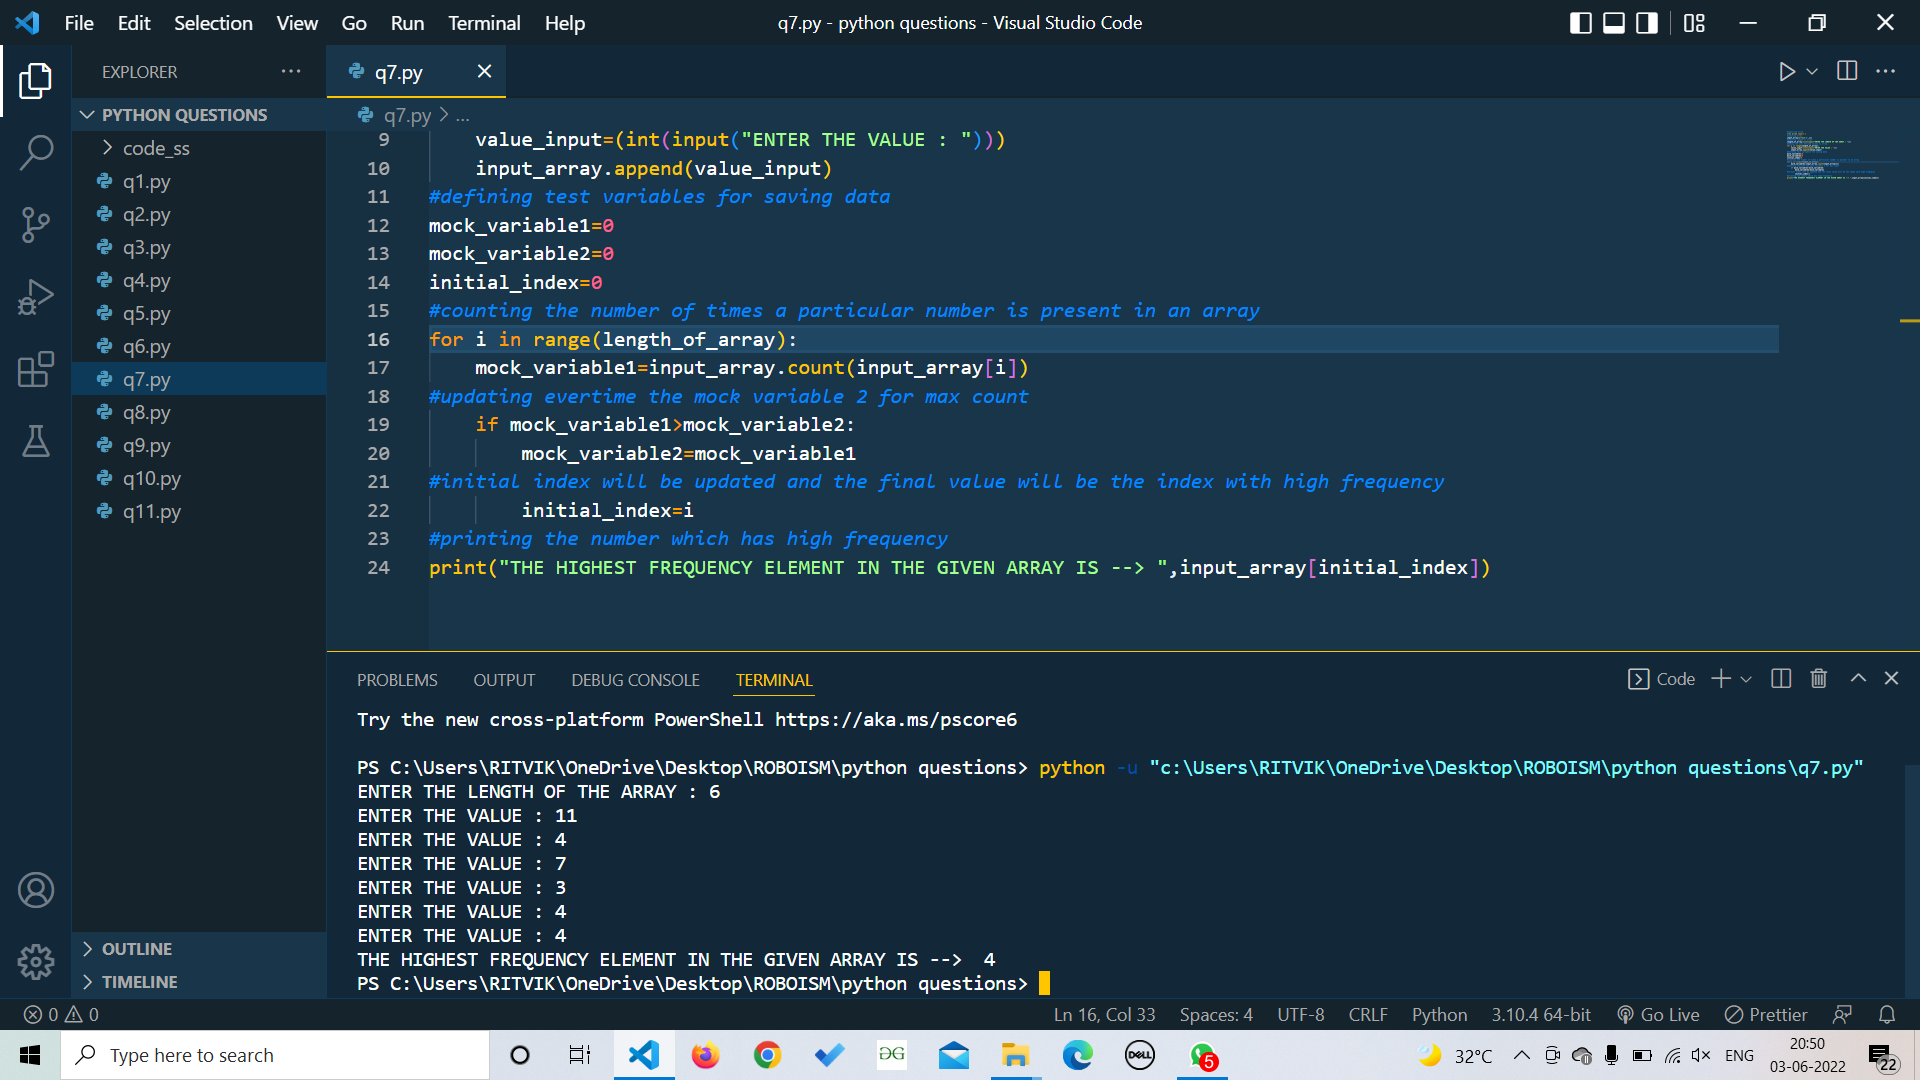 File Edit Selection View Go Run Terminal Help
q7.py - python questions - Visual Studio Code
EXPLORER
PYTHON QUESTIONS
code_ss
q1.py
q2.py
q3.py
q4.py
q5.py
q6.py
q7.py
q8.py
q9.py
q10.py
q11.py
OUTLINE
TIMELINE
q7.py
q7.py > ...
9 value_input=(int(input("ENTER THE VALUE : ")))
10 input_array.append(value_input)
11 #defining test variables for saving data
12 mock_variable1=0
13 mock_variable2=0
14 initial_index=0
15 #counting the number of times a particular number is present in an array
16 for i in range(length_of_array):
17 mock_variable1=input_array.count(input_array[i])
18 #updating evertime the mock variable 2 for max count
19 if mock_variable1>mock_variable2:
20 mock_variable2=mock_variable1
21 #initial index will be updated and the final value will be the index with high frequency
22 initial_index=i
23 #printing the number which has high frequency
24 print("THE HIGHEST FREQUENCY ELEMENT IN THE GIVEN ARRAY IS --> ",input_array[initial_index])
PROBLEMS OUTPUT DEBUG CONSOLE TERMINAL
Code
Try the new cross-platform PowerShell https://aka.ms/pscore6
PS C:\Users\RITVIK\OneDrive\Desktop\ROBOISM\python questions> python -u "c:\Users\RITVIK\OneDrive\Desktop\ROBOISM\python questions\q7.py"
ENTER THE LENGTH OF THE ARRAY : 6
ENTER THE VALUE : 11
ENTER THE VALUE : 4
ENTER THE VALUE : 7
ENTER THE VALUE : 3
ENTER THE VALUE : 4
ENTER THE VALUE : 4
THE HIGHEST FREQUENCY ELEMENT IN THE GIVEN ARRAY IS -->  4
PS C:\Users\RITVIK\OneDrive\Desktop\ROBOISM\python questions>
0 0
Ln 16, Col 33 Spaces: 4 UTF-8 CRLF Python 3.10.4 64-bit Go Live Prettier
Type here to search
DELL
5
32°C
ENG
20:50
03-06-2022
22